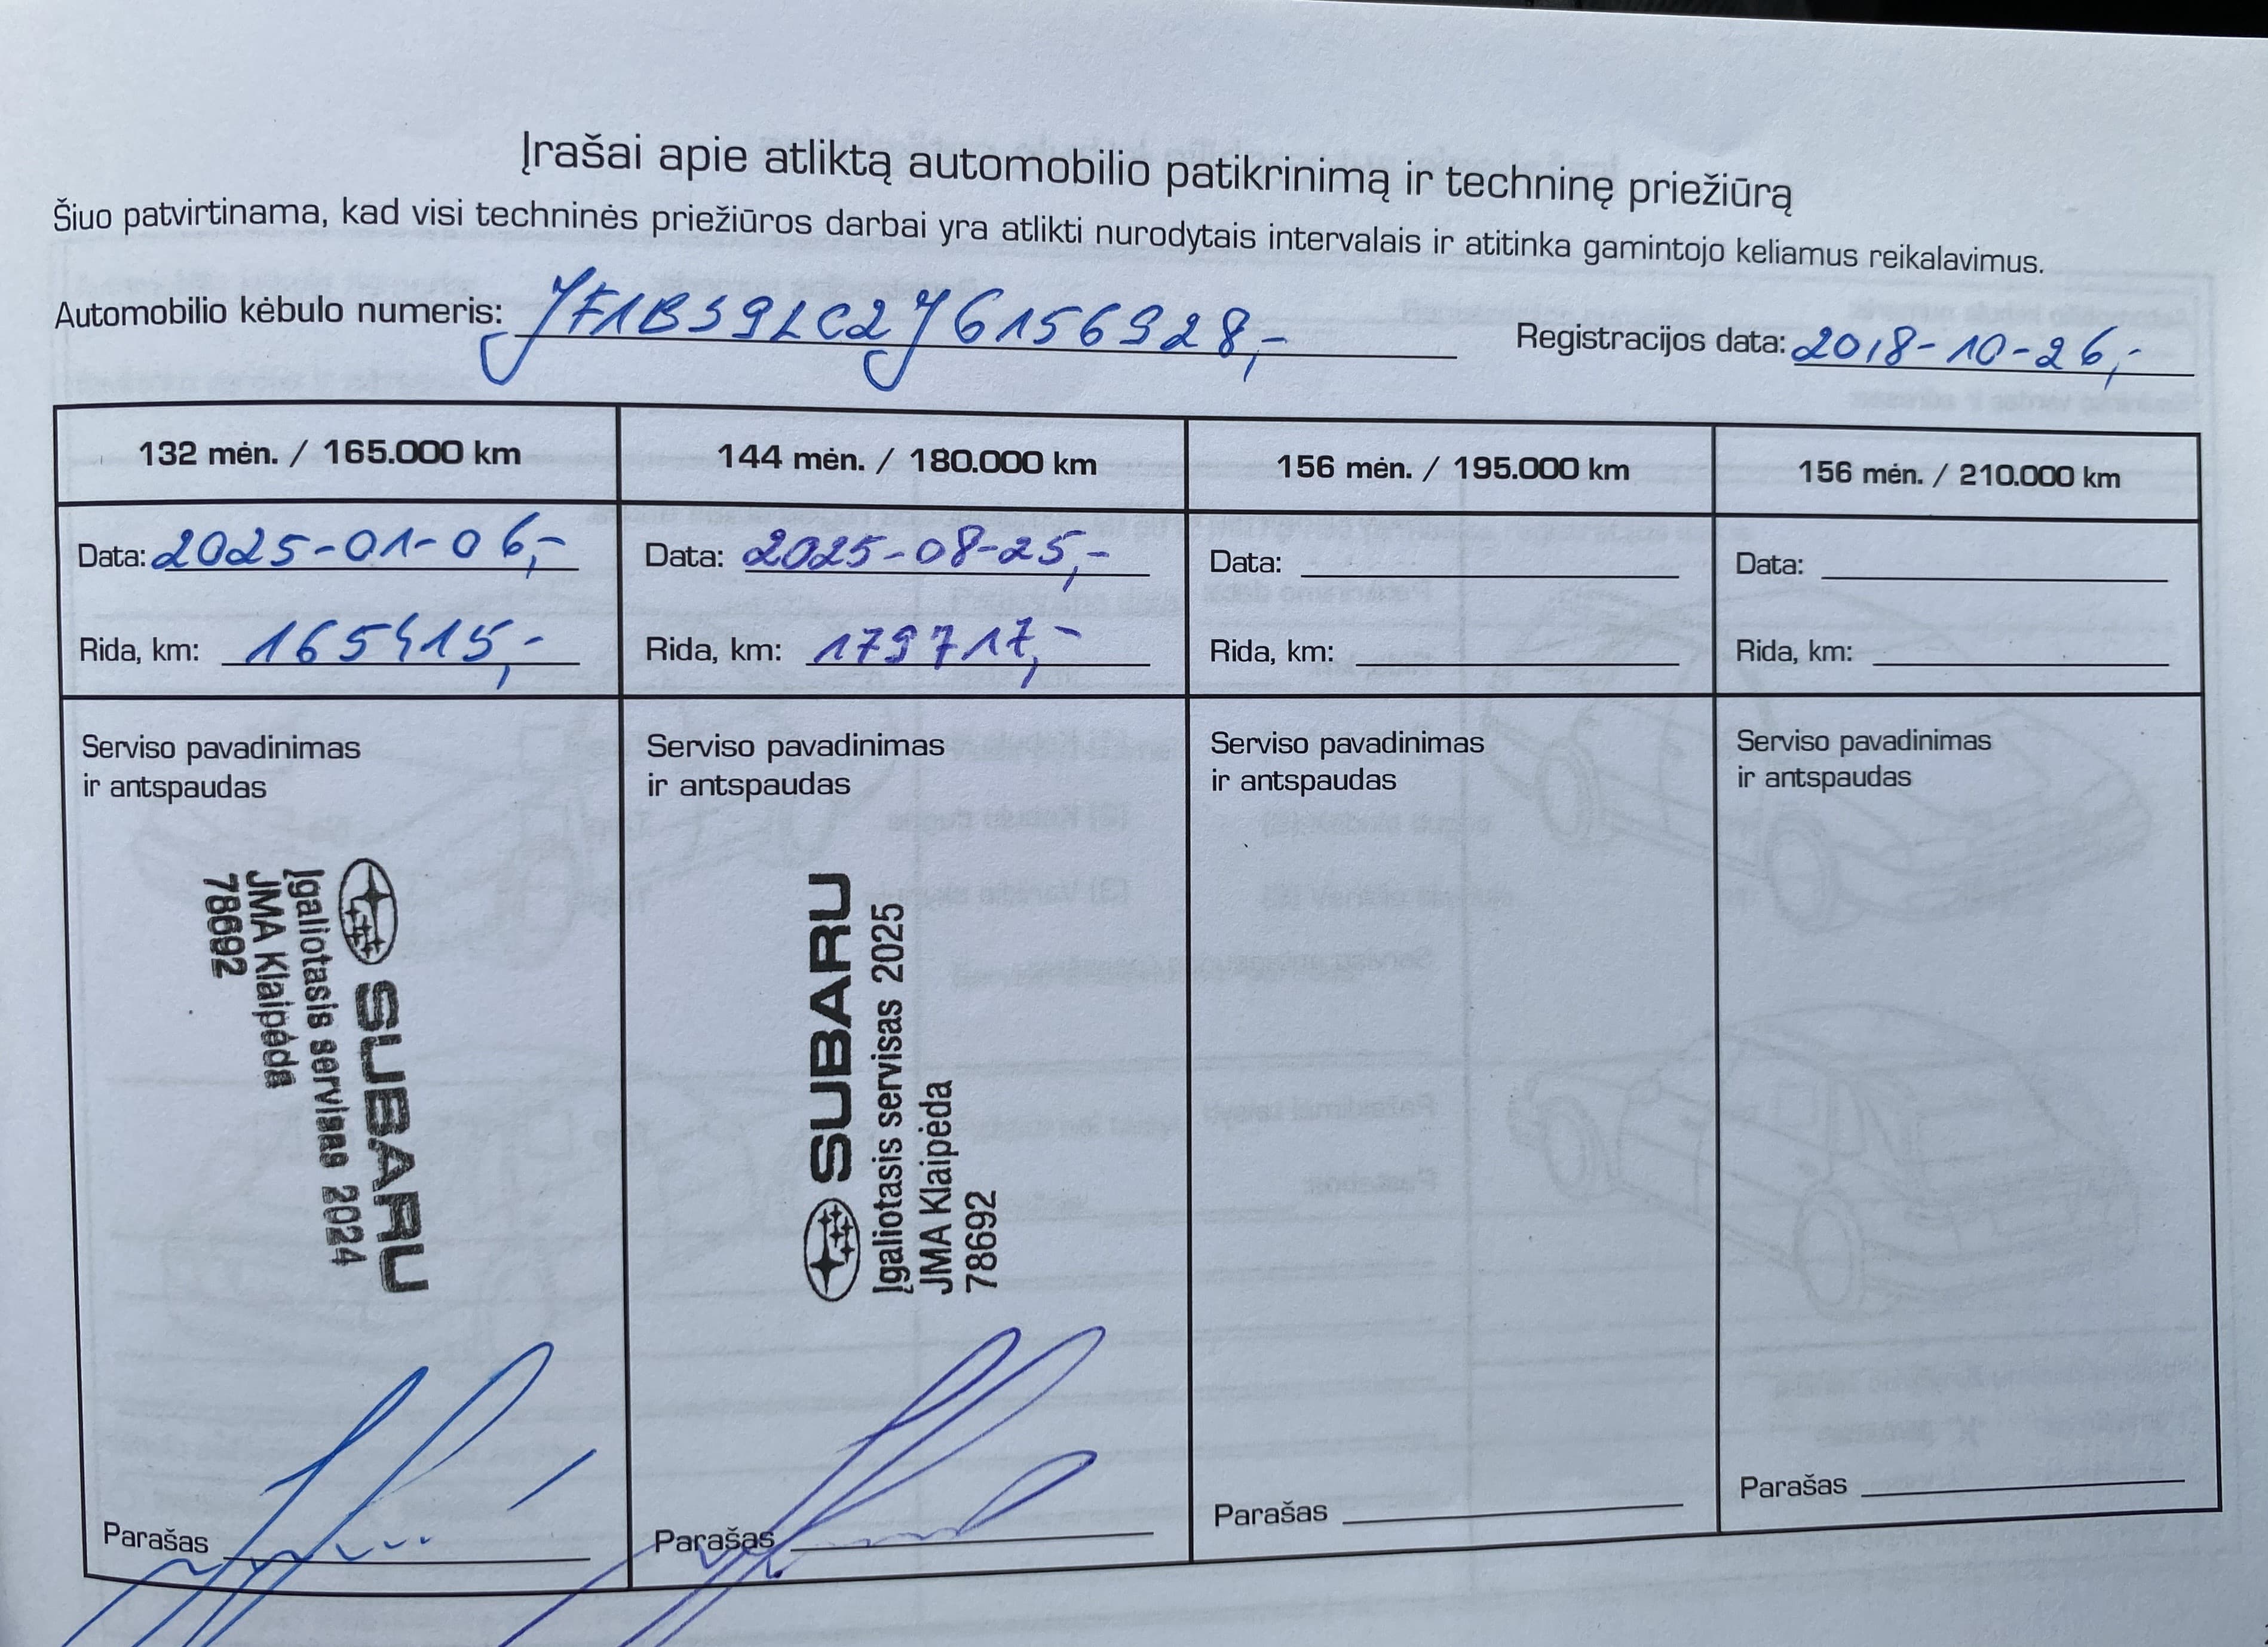 Įrašai apie atliktą automobilio patikrinimą ir techninę priežiūrą
Šiuo patvirtinama, kad visi techninės priežiūros darbai yra atlikti nurodytais intervalais ir atitinka gamintojo keliamus reikalavimus.
Automobilio kėbulo numeris: JF1BS9LC2JG156928,-
Registracijos data: 2018-10-26,-
132 mėn. / 165.000 km
Data: 2025-01-06,-
Rida, km: 165415,-
Serviso pavadinimas
ir antspaudas
SUBARU
Įgaliotasis servisas 2024
JMA Klaipėda
78692
Parašas
144 mėn. / 180.000 km
Data: 2025-08-25,-
Rida, km: 179717,-
Serviso pavadinimas
ir antspaudas
SUBARU
Įgaliotasis servisas 2025
JMA Klaipėda
78692
Parašas
156 mėn. / 195.000 km
Data:
Rida, km:
Serviso pavadinimas
ir antspaudas
Parašas
156 mėn. / 210.000 km
Data:
Rida, km:
Serviso pavadinimas
ir antspaudas
Parašas